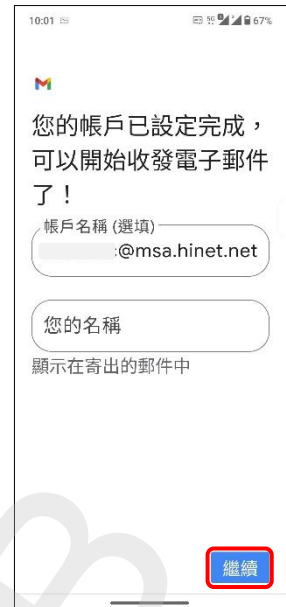 10:01
67%
您的帳戶已設定完成，
可以開始收發電子郵件
了！
帳戶名稱 (選填)
@msa.hinet.net
您的名稱
顯示在寄出的郵件中
繼續